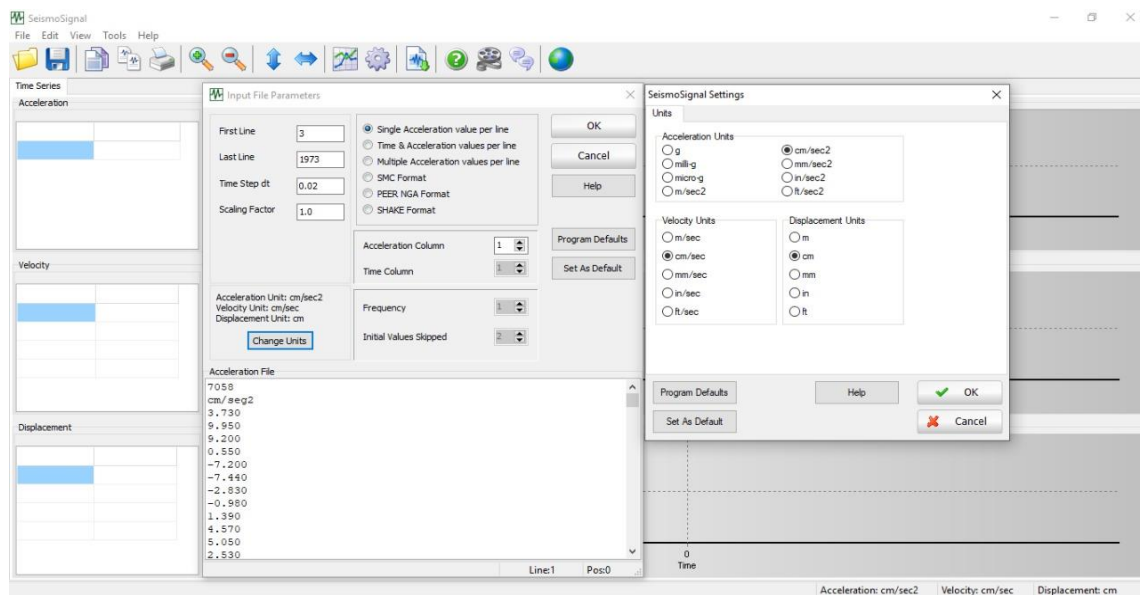 SeismoSignal
File Edit View Tools Help
Time Series
Acceleration
Velocity
Displacement
Input File Parameters
First Line 3
Last Line 1973
Time Step dt 0.02
Scaling Factor 1.0
Single Acceleration value per line
Time & Acceleration values per line
Multiple Acceleration values per line
SMC Format
PEER NGA Format
SHAKE Format
OK
Cancel
Help
Program Defaults
Set As Default
Acceleration Column 1
Time Column 1
Acceleration Unit: cm/sec2
Velocity Unit: cm/sec
Displacement Unit: cm
Change Units
Frequency 1
Initial Values Skipped 2
Acceleration File
7058
cm/seg2
3.730
9.950
9.200
0.550
-7.200
-7.440
-2.830
-0.980
1.390
4.570
5.050
2.530
Line:1 Pos:0
SeismoSignal Settings
Units
Acceleration Units
g
milli-g
micro-g
m/sec2
cm/sec2
mm/sec2
in/sec2
ft/sec2
Velocity Units
m/sec
cm/sec
mm/sec
in/sec
ft/sec
Displacement Units
m
cm
mm
in
ft
Program Defaults
Help
OK
Set As Default
Cancel
0
Time
Acceleration: cm/sec2 Velocity: cm/sec Displacement: cm